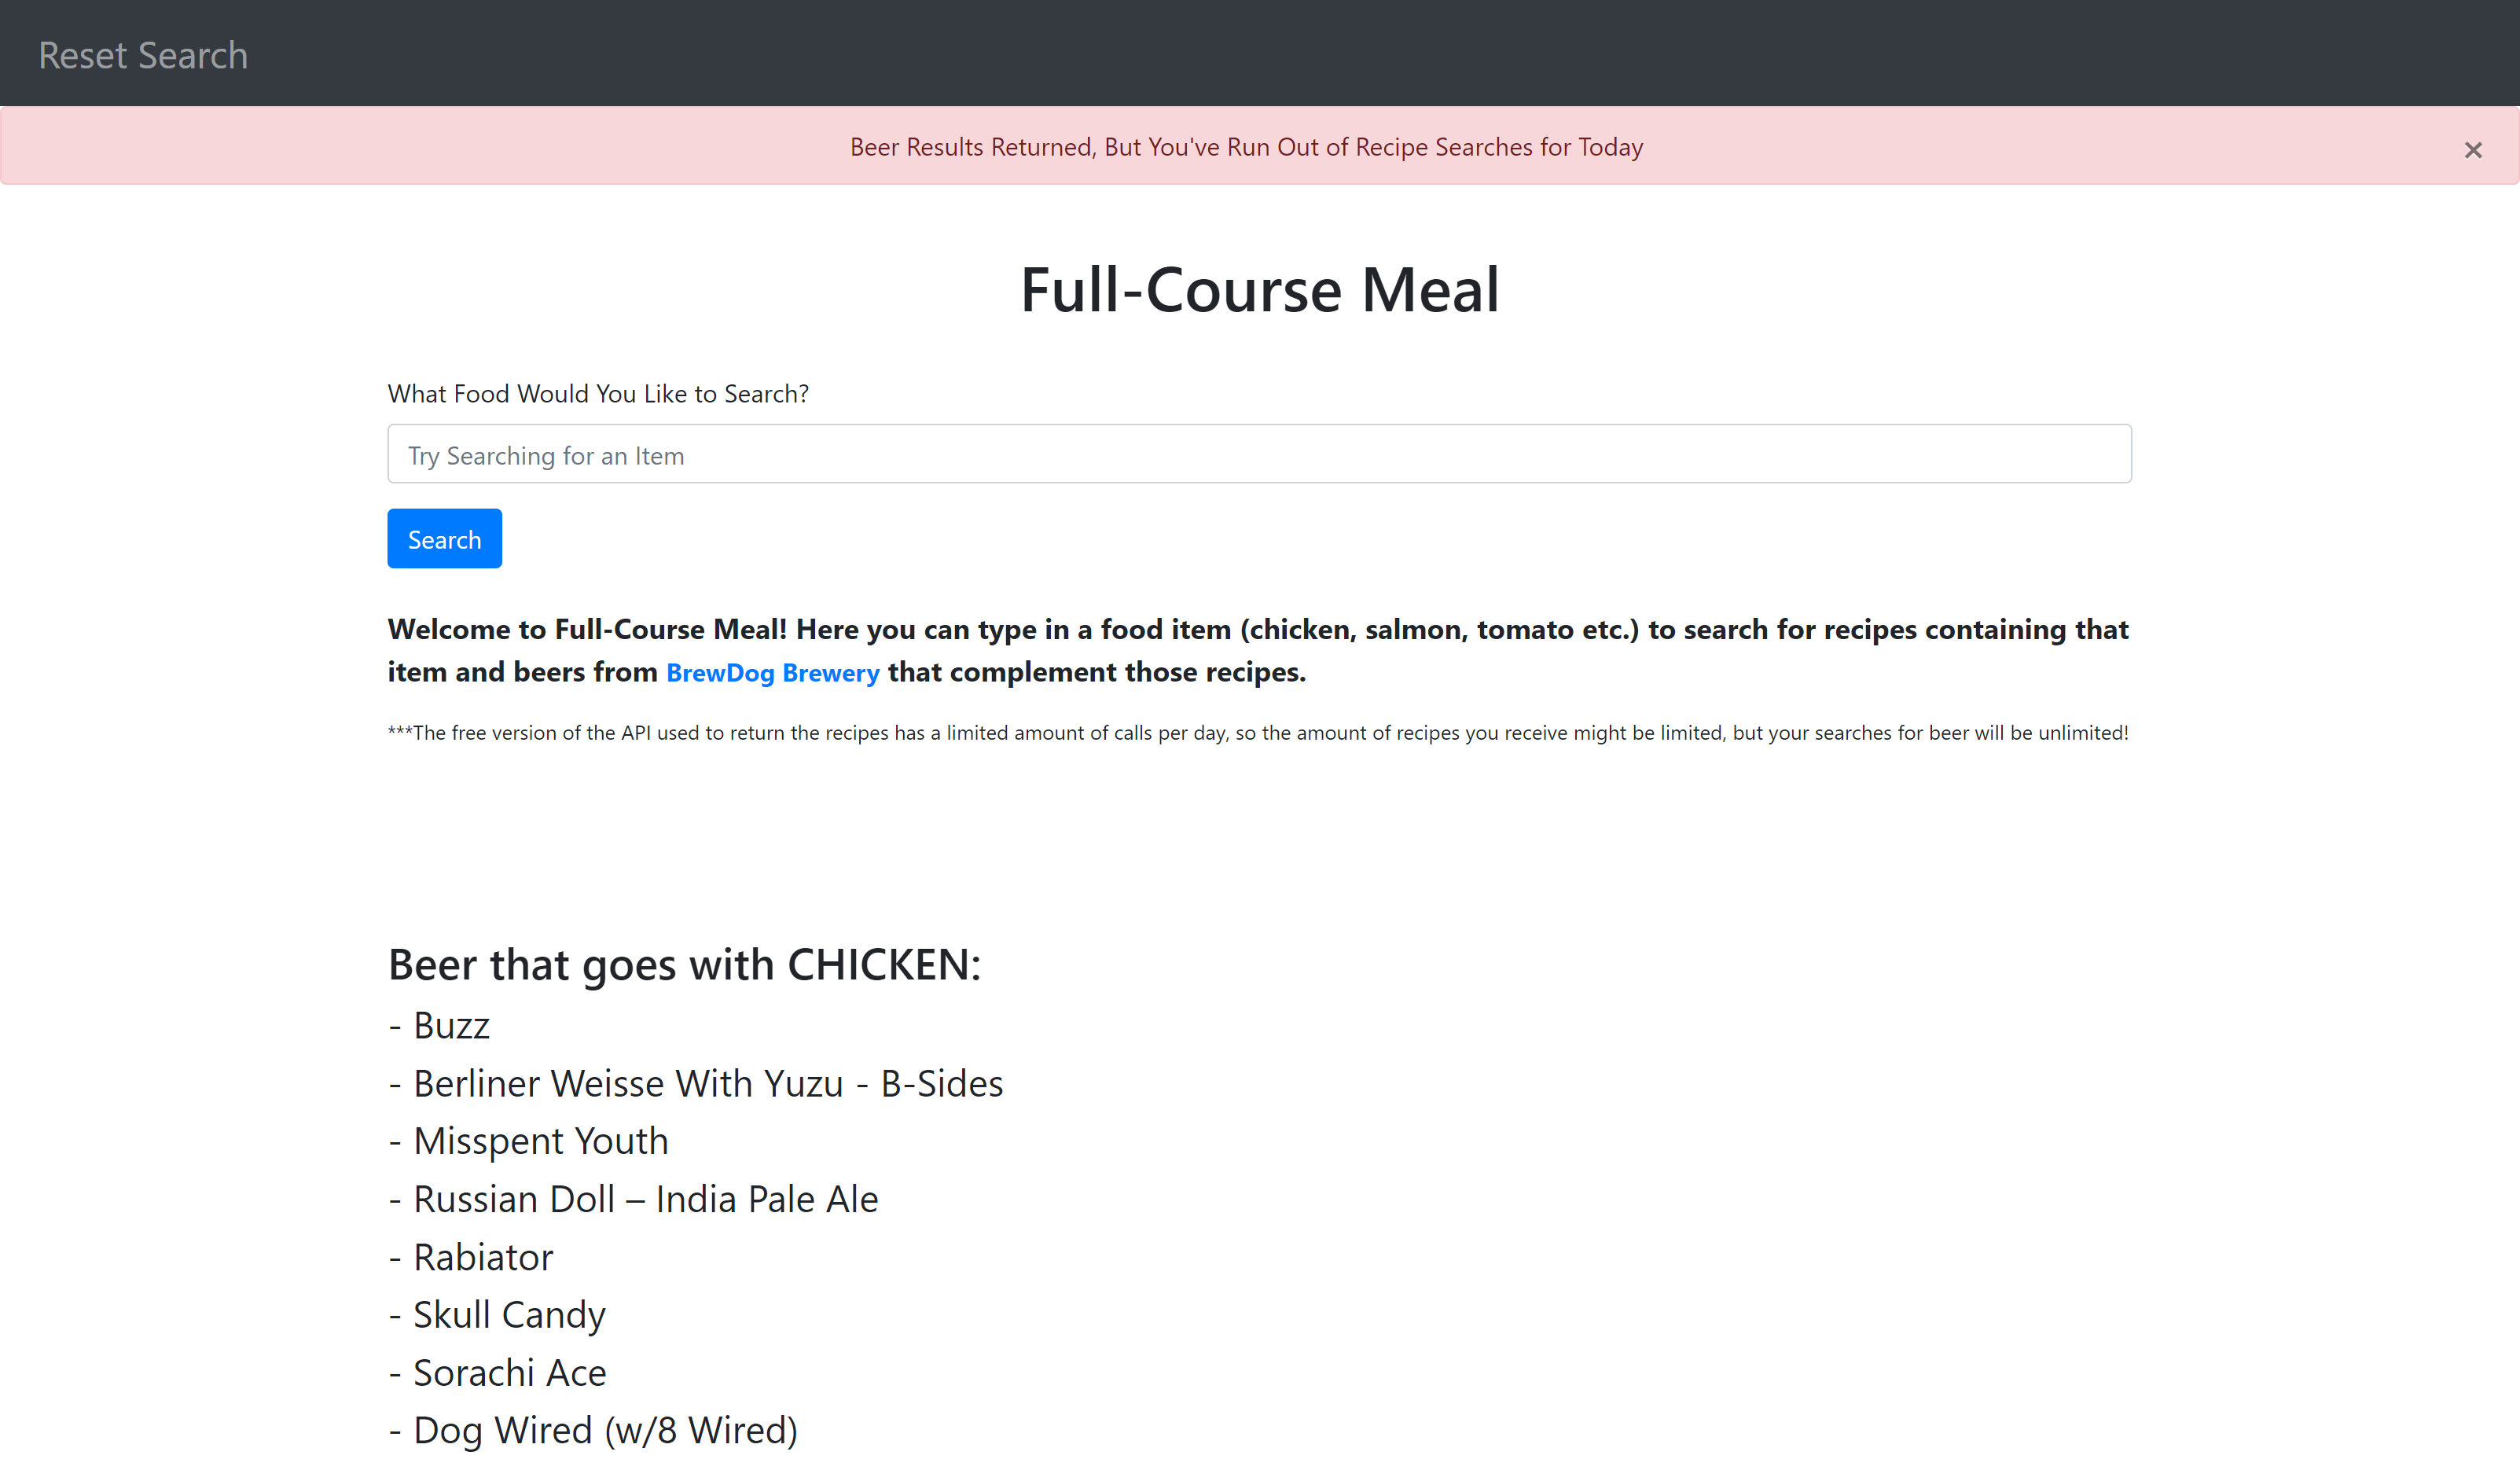 Reset Search
Beer Results Returned, But You've Run Out of Recipe Searches for Today
×
Full-Course Meal
What Food Would You Like to Search?
Try Searching for an Item
Search
Welcome to Full-Course Meal! Here you can type in a food item (chicken, salmon, tomato etc.) to search for recipes containing that
item and beers from BrewDog Brewery that complement those recipes.
***The free version of the API used to return the recipes has a limited amount of calls per day, so the amount of recipes you receive might be limited, but your searches for beer will be unlimited!
Beer that goes with CHICKEN:
- Buzz
- Berliner Weisse With Yuzu - B-Sides
- Misspent Youth
- Russian Doll – India Pale Ale
- Rabiator
- Skull Candy
- Sorachi Ace
- Dog Wired (w/8 Wired)